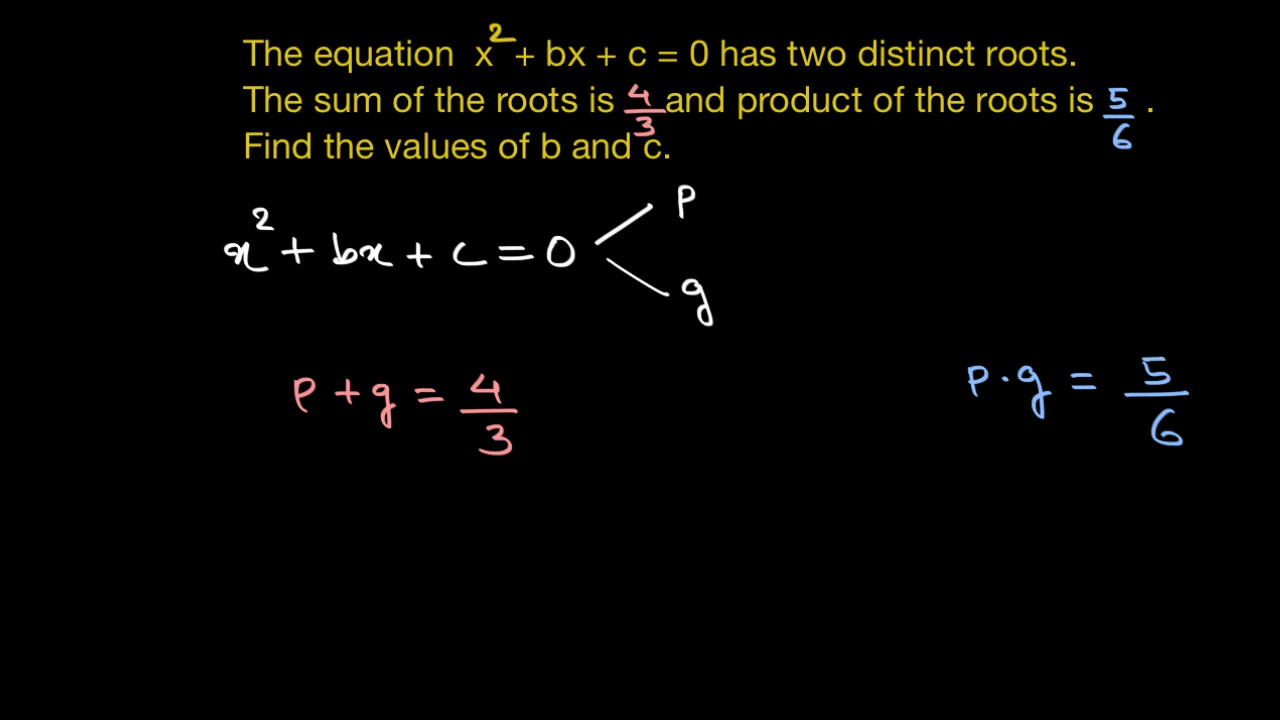 The equation x² + bx + c = 0 has two distinct roots.
The sum of the roots is 4/3 and product of the roots is 5/6 .
Find the values of b and c.
x² + bx + c = 0 p q
p + q = 4/3 p · q = 5/6